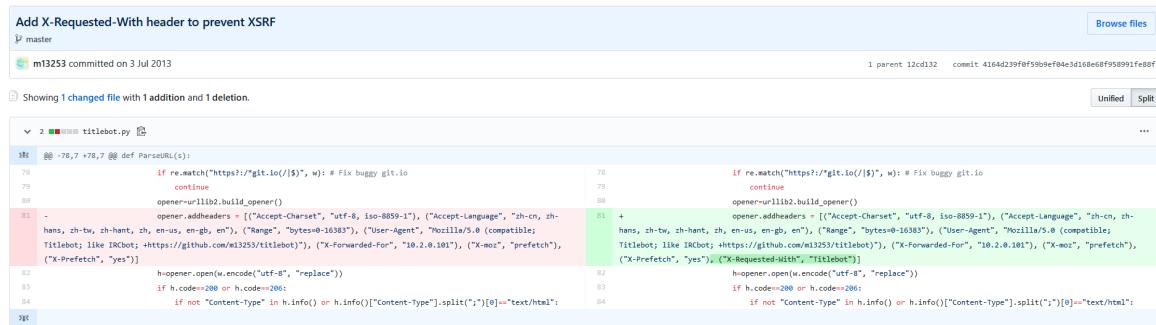 Add X-Requested-With header to prevent XSRF
Browse files
master
m13253 committed on 3 Jul 2013
1 parent 12cd132 commit 4164d239f0f59b9ef04e3d168e68f958991fe88f
Showing 1 changed file with 1 addition and 1 deletion.
Unified Split
2 titlebot.py
@@ -78,7 +78,7 @@ def ParseURL(s):
78 if re.match("https?:/*git.io(/|$)", w): # Fix buggy git.io
79 continue
80 opener=urllib2.build_opener()
81 - opener.addheaders = [("Accept-Charset", "utf-8, iso-8859-1"), ("Accept-Language", "zh-cn, zh-
hans, zh-tw, zh-hant, zh, en-us, en-gb, en"), ("Range", "bytes=0-16383"), ("User-Agent", "Mozilla/5.0 (compatible;
Titlebot; like IRCbot; +https://github.com/m13253/titlebot)"), ("X-Forwarded-For", "10.2.0.101"), ("X-moz", "prefetch"),
("X-Prefetch", "yes")]
82 h=opener.open(w.encode("utf-8", "replace"))
83 if h.code==200 or h.code==206:
84 if not "Content-Type" in h.info() or h.info()["Content-Type"].split(";")[0]=="text/html":
78 if re.match("https?:/*git.io(/|$)", w): # Fix buggy git.io
79 continue
80 opener=urllib2.build_opener()
81 + opener.addheaders = [("Accept-Charset", "utf-8, iso-8859-1"), ("Accept-Language", "zh-cn, zh-
hans, zh-tw, zh-hant, zh, en-us, en-gb, en"), ("Range", "bytes=0-16383"), ("User-Agent", "Mozilla/5.0 (compatible;
Titlebot; like IRCbot; +https://github.com/m13253/titlebot)"), ("X-Forwarded-For", "10.2.0.101"), ("X-moz", "prefetch"),
("X-Prefetch", "yes"), ("X-Requested-With", "Titlebot")]
82 h=opener.open(w.encode("utf-8", "replace"))
83 if h.code==200 or h.code==206:
84 if not "Content-Type" in h.info() or h.info()["Content-Type"].split(";")[0]=="text/html":